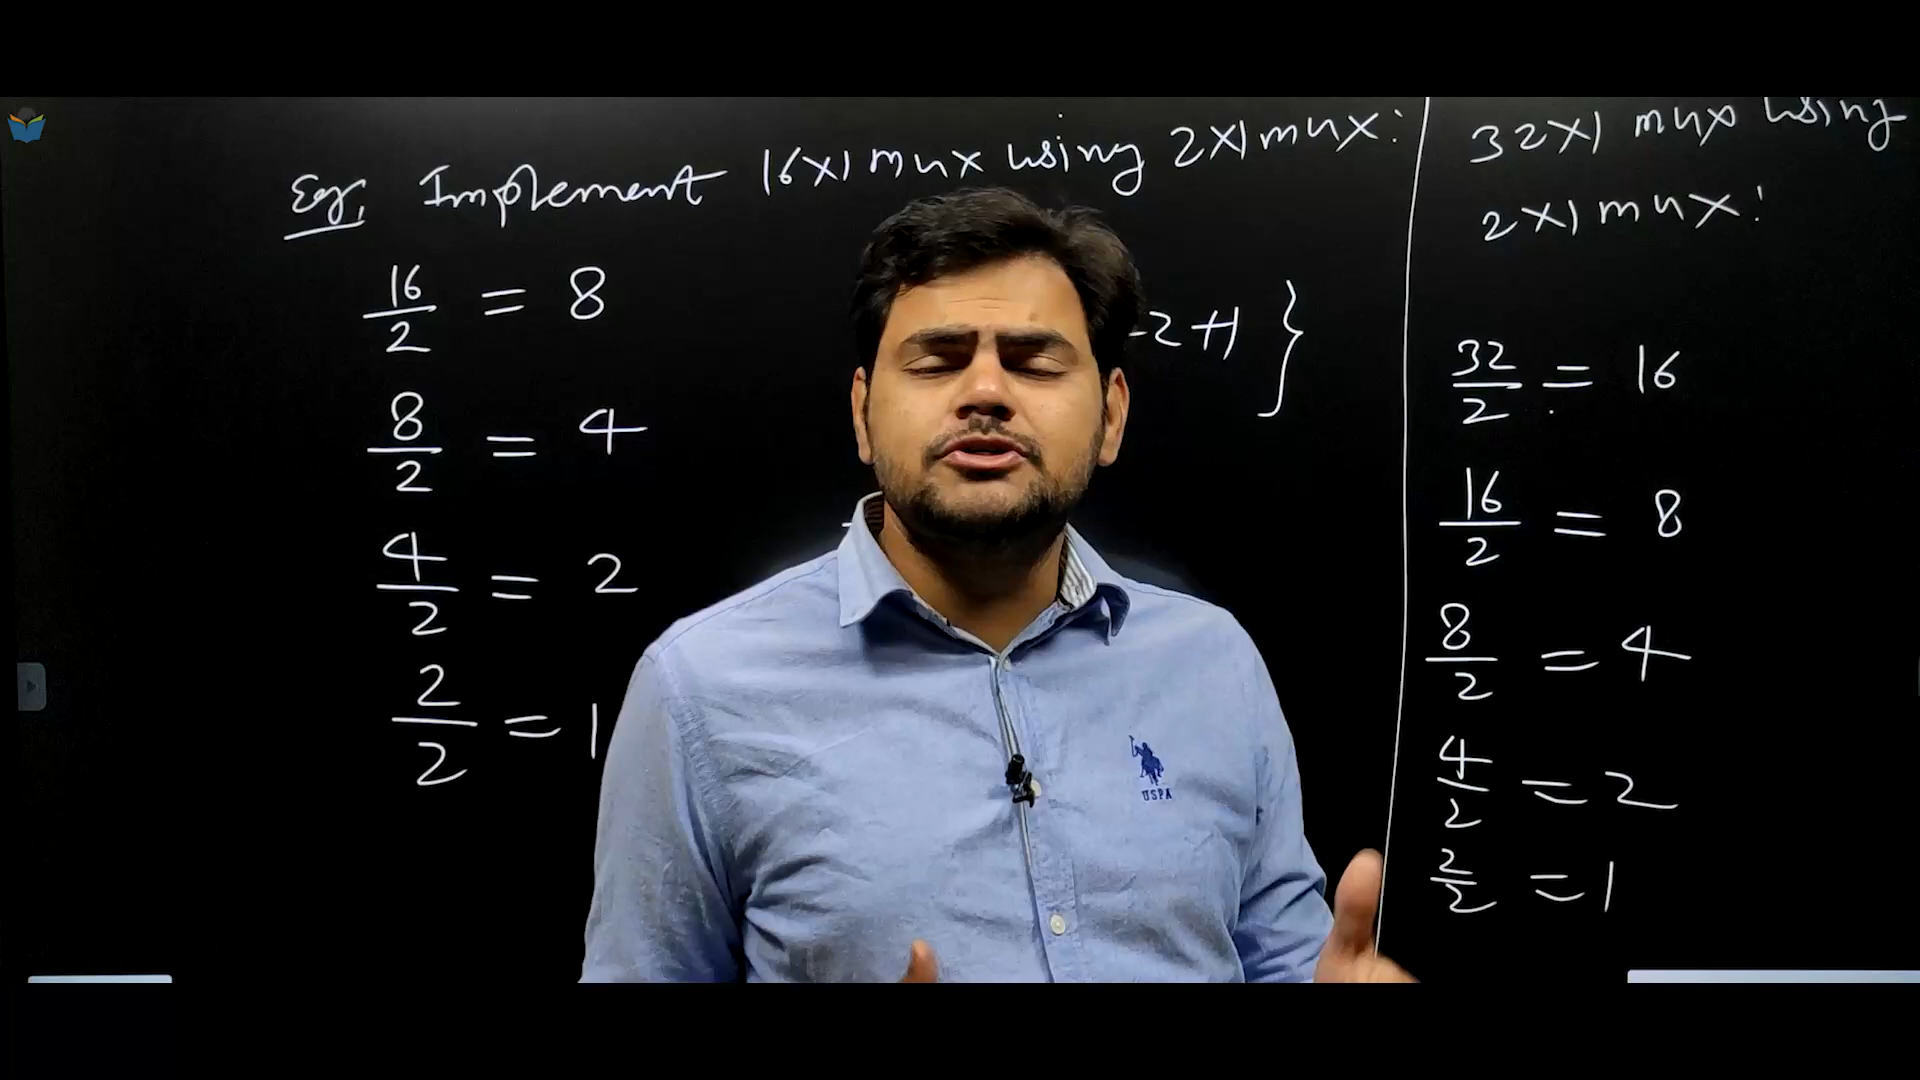 Eg, Implement 16x1 mux using 2x1 mux:
16/2 = 8
8/2 = 4
4/2 = 2
2/2 = 1
-2+1 }
32x1 mux using
2x1 mux:
32/2 = 16
16/2 = 8
8/2 = 4
4/2 = 2
2/2 = 1
USPA